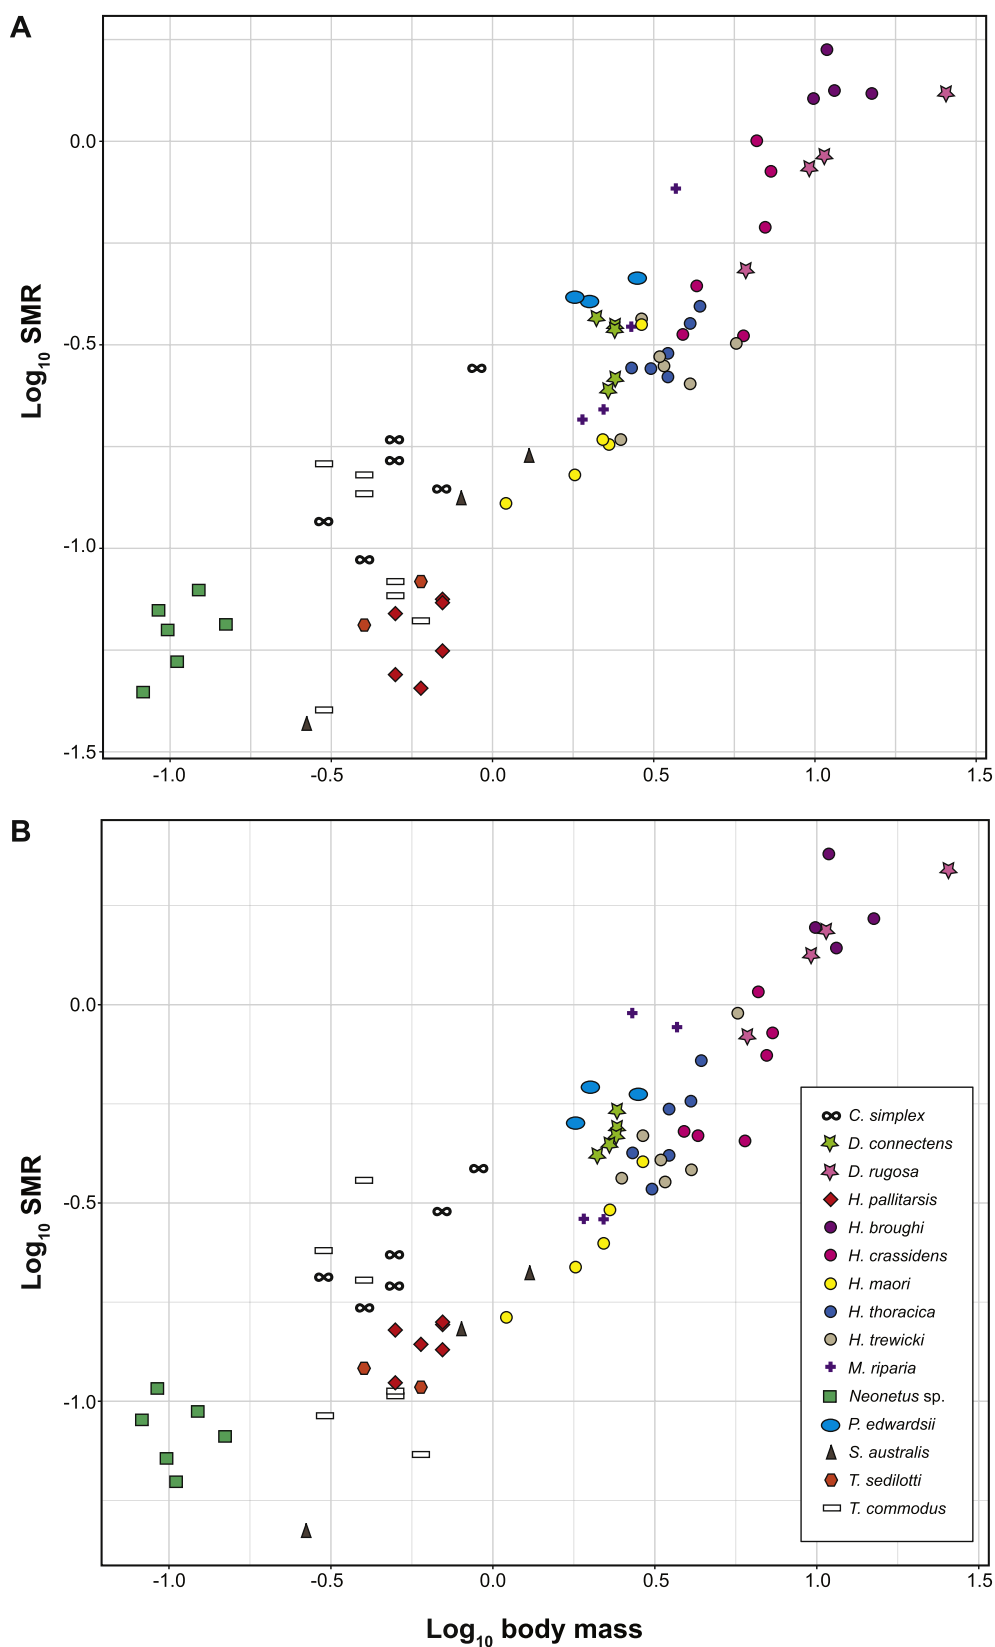 A
Log10 SMR
0.0
-0.5
-1.0
-1.5
-1.0 -0.5 0.0 0.5 1.0 1.5
B
Log10 SMR
0.0
-0.5
-1.0
C. simplex
D. connectens
D. rugosa
H. pallitarsis
H. broughi
H. crassidens
H. maori
H. thoracica
H. trewicki
M. riparia
Neonetus sp.
P. edwardsii
S. australis
T. sedilotti
T. commodus
-1.0 -0.5 0.0 0.5 1.0 1.5
Log10 body mass